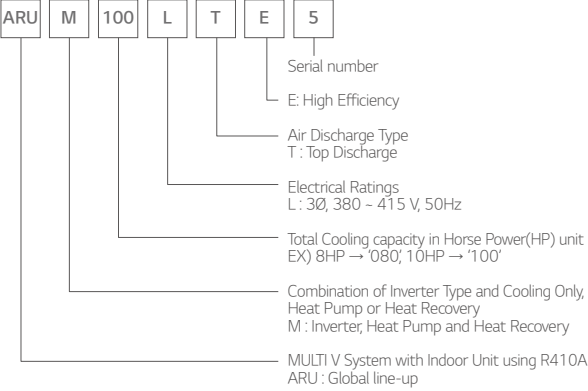 ARU M 100 L T E 5
Serial number
E: High Efficiency
Air Discharge Type
T : Top Discharge
Electrical Ratings
L : 3Ø, 380 ~ 415 V, 50Hz
Total Cooling capacity in Horse Power(HP) unit
EX) 8HP → '080', 10HP → '100'
Combination of Inverter Type and Cooling Only,
Heat Pump or Heat Recovery
M : Inverter, Heat Pump and Heat Recovery
MULTI V System with Indoor Unit using R410A
ARU : Global line-up